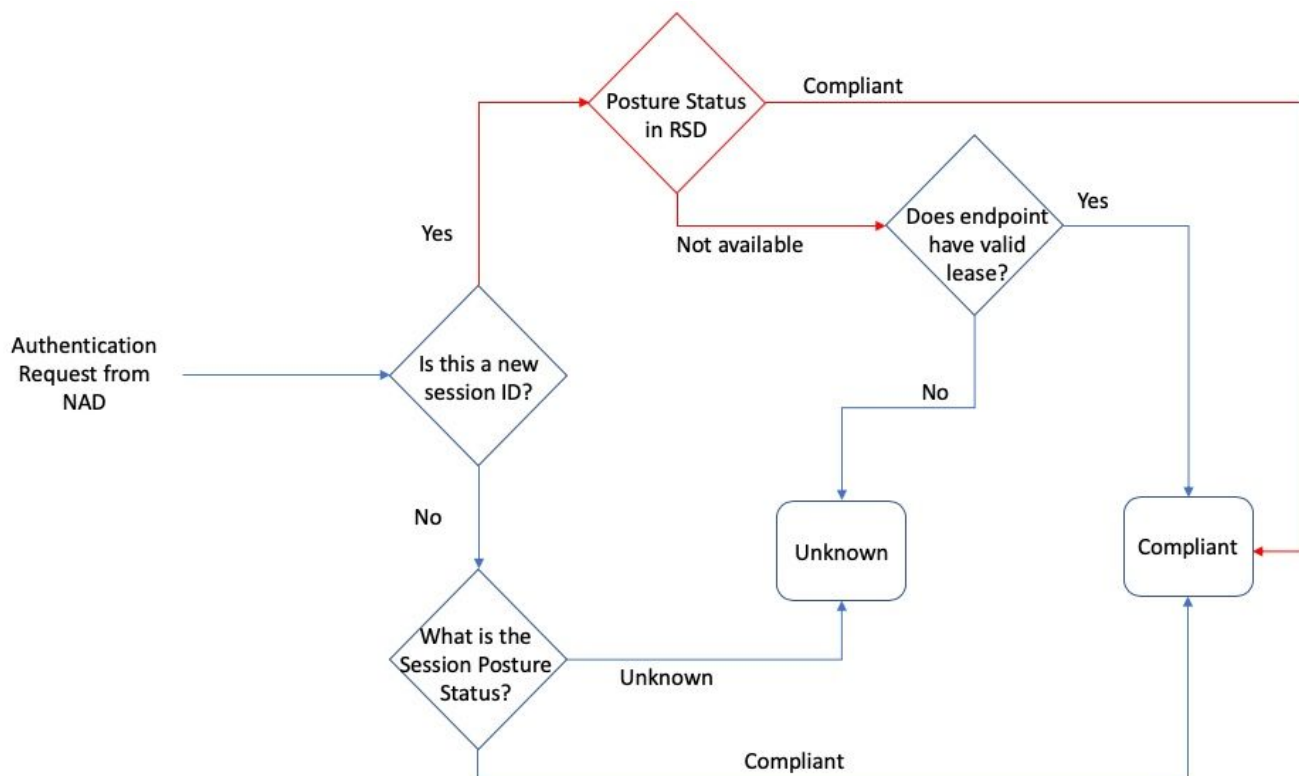 Compliant
Posture Status
in RSD
Yes
Does endpoint
have valid
lease?
Yes
Not available
Authentication
Request from
NAD
Is this a new
session ID?
No
No
Unknown
Compliant
What is the
Session Posture
Status?
Unknown
Compliant